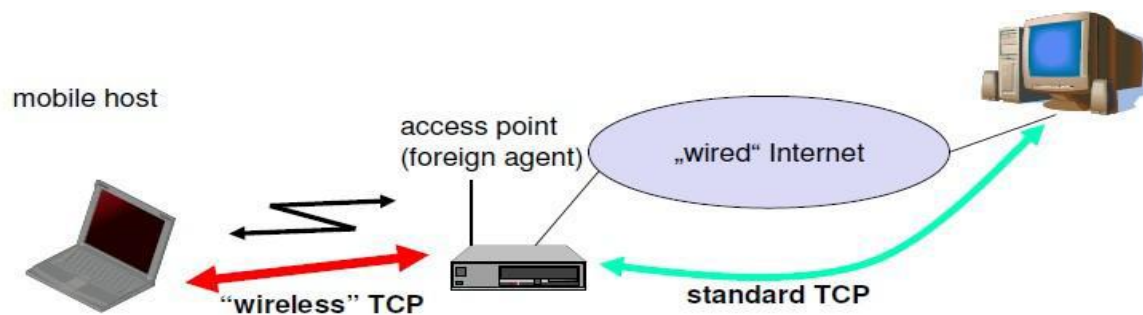 mobile host
access point
(foreign agent)
„wired“ Internet
“wireless” TCP
standard TCP